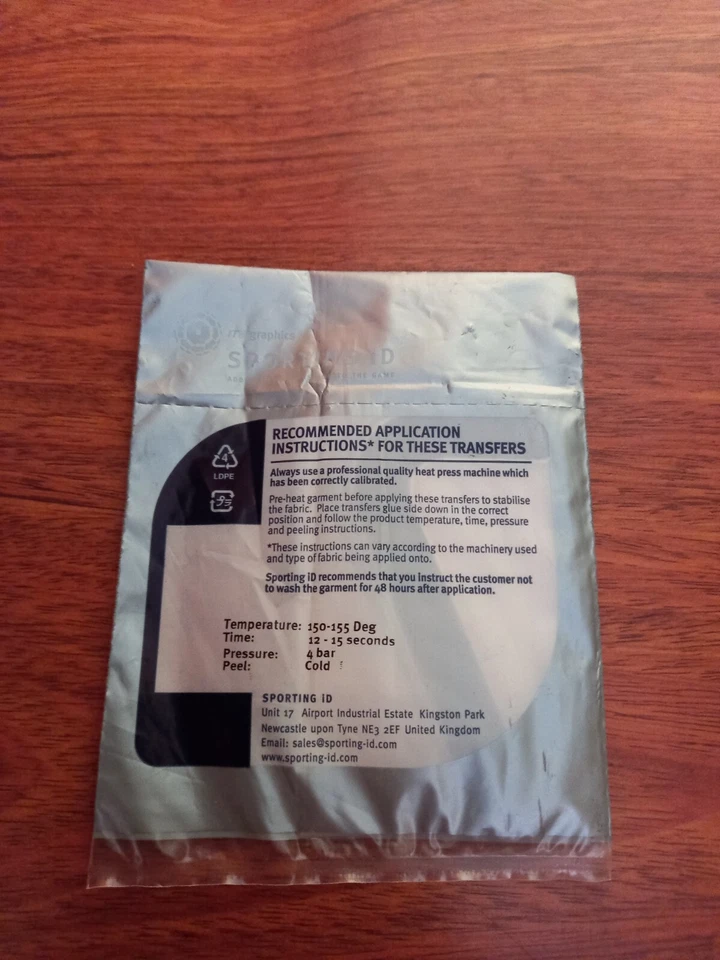 graphics
SPORTING iD
THE GAME
RECOMMENDED APPLICATION
INSTRUCTIONS* FOR THESE TRANSFERS
4
LDPE
Always use a professional quality heat press machine which
has been correctly calibrated.
Pre-heat garment before applying these transfers to stabilise
the fabric. Place transfers glue side down in the correct
position and follow the product temperature, time, pressure
and peeling instructions.
*These instructions can vary according to the machinery used
and type of fabric being applied onto.
Sporting iD recommends that you instruct the customer not
to wash the garment for 48 hours after application.
Temperature: 150-155 Deg
Time: 12 - 15 seconds
Pressure: 4 bar
Peel: Cold
SPORTING iD
Unit 17 Airport Industrial Estate Kingston Park
Newcastle upon Tyne NE3 2EF United Kingdom
Email: sales@sporting-id.com
www.sporting-id.com